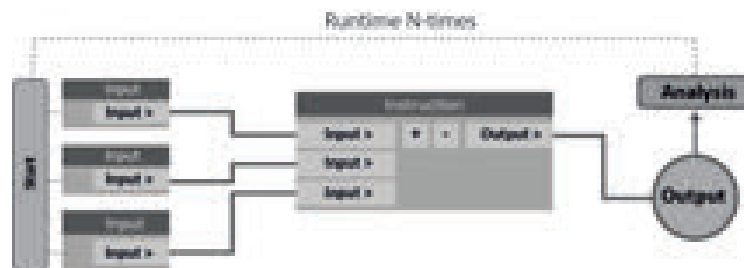 Runtime N-times
Start
Input
Input >
Input
Input >
Input
Input >
Instruction
Input > + - Output >
Input >
Input >
Analysis
Output